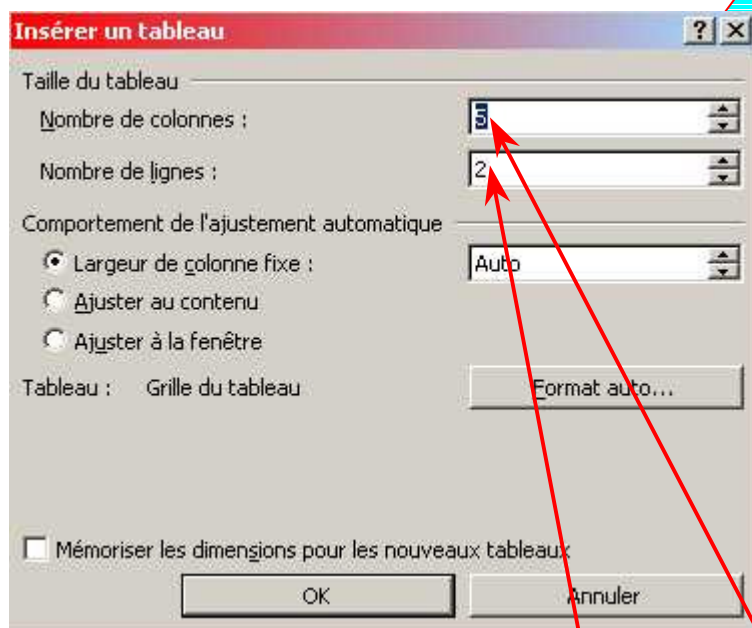 Insérer un tableau
Taille du tableau
Nombre de colonnes : 5
Nombre de lignes : 2
Comportement de l'ajustement automatique
Largeur de colonne fixe : Auto
Ajuster au contenu
Ajuster à la fenêtre
Tableau : Grille du tableau Format auto...
Mémoriser les dimensions pour les nouveaux tableaux
OK Annuler